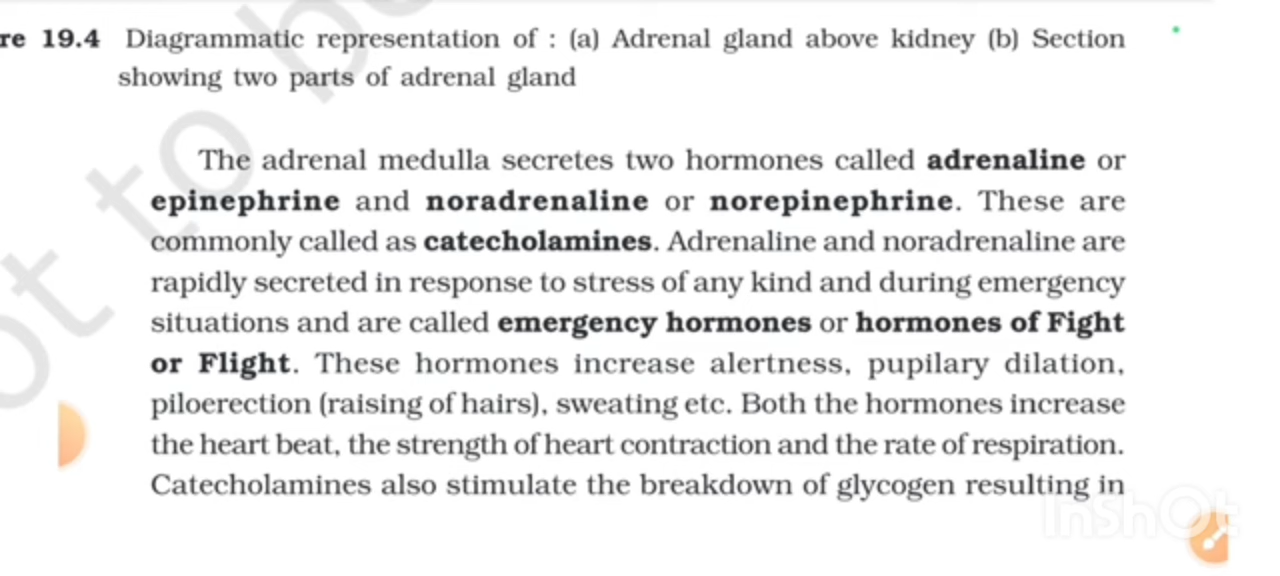 re 19.4 Diagrammatic representation of : (a) Adrenal gland above kidney (b) Section
showing two parts of adrenal gland
The adrenal medulla secretes two hormones called adrenaline or
epinephrine and noradrenaline or norepinephrine. These are
commonly called as catecholamines. Adrenaline and noradrenaline are
rapidly secreted in response to stress of any kind and during emergency
situations and are called emergency hormones or hormones of Fight
or Flight. These hormones increase alertness, pupilary dilation,
piloerection (raising of hairs), sweating etc. Both the hormones increase
the heart beat, the strength of heart contraction and the rate of respiration.
Catecholamines also stimulate the breakdown of glycogen resulting in
ot to b
InShOt